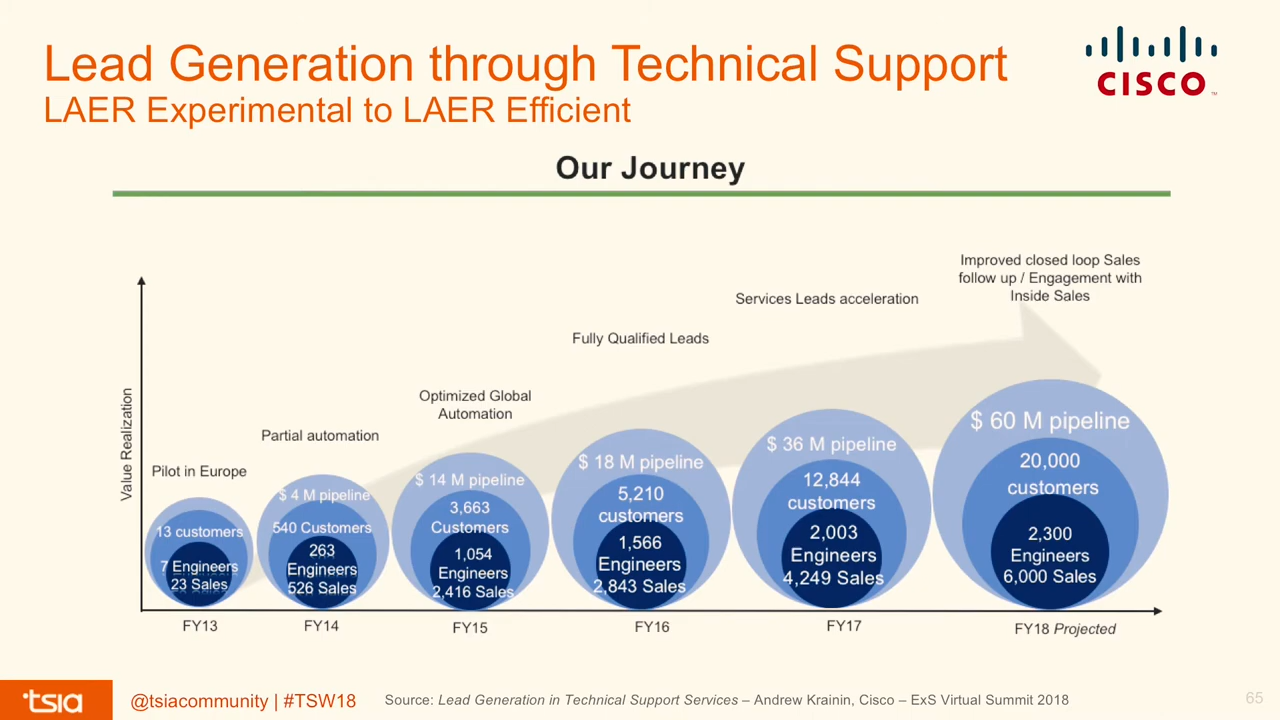 Lead Generation through Technical Support
LAER Experimental to LAER Efficient
CISCO
Our Journey
Value Realization
Pilot in Europe
13 customers
7 Engineers
23 Sales
FY13
Partial automation
$ 4 M pipeline
540 Customers
263
Engineers
526 Sales
FY14
Optimized Global
Automation
$ 14 M pipeline
3,663
Customers
1,054
Engineers
2,416 Sales
FY15
Fully Qualified Leads
$ 18 M pipeline
5,210
customers
1,566
Engineers
2,843 Sales
FY16
Services Leads acceleration
$ 36 M pipeline
12,844
customers
2,003
Engineers
4,249 Sales
FY17
Improved closed loop Sales
follow up / Engagement with
Inside Sales
$ 60 M pipeline
20,000
customers
2,300
Engineers
6,000 Sales
FY18 Projected
tsia
@tsiacommunity | #TSW18
Source: Lead Generation in Technical Support Services – Andrew Krainin, Cisco – ExS Virtual Summit 2018
65